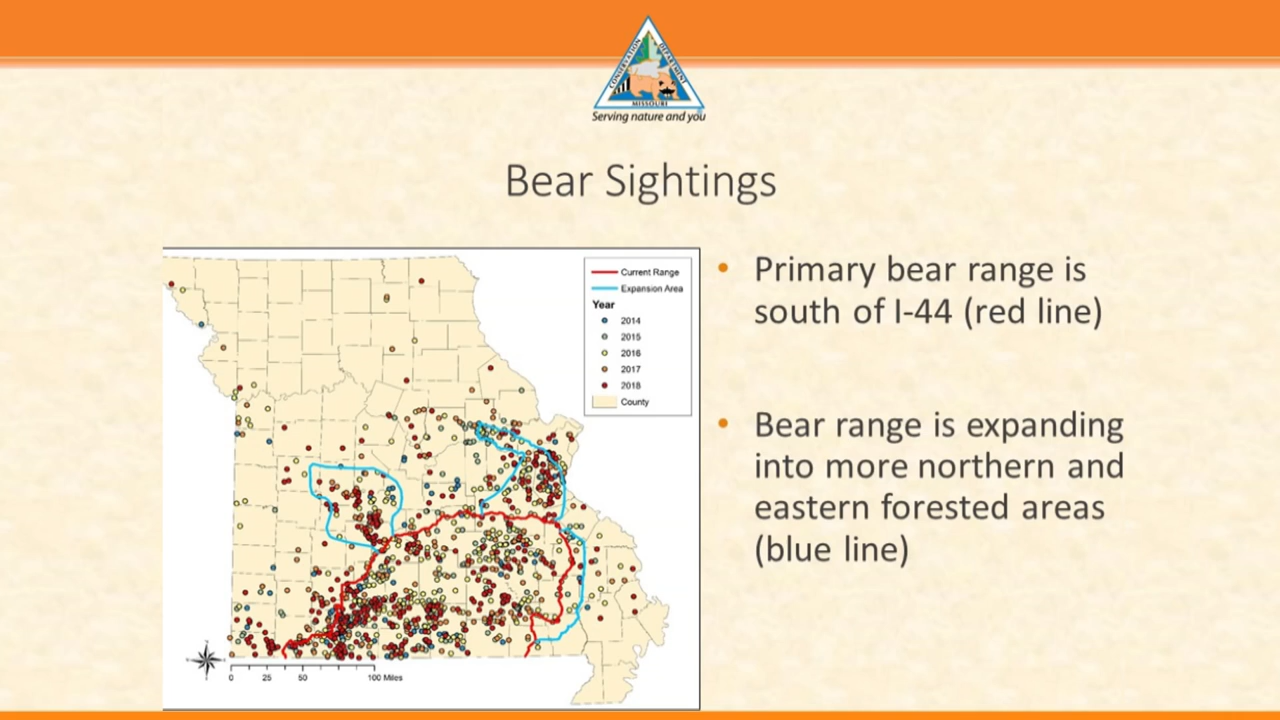 CONSERVATION DEPARTMENT
MISSOURI
Serving nature and you
Bear Sightings
Current Range
Expansion Area
Year
2014
2015
2016
2017
2018
County
0 25 50 100 Miles
• Primary bear range is
south of I-44 (red line)
• Bear range is expanding
into more northern and
eastern forested areas
(blue line)